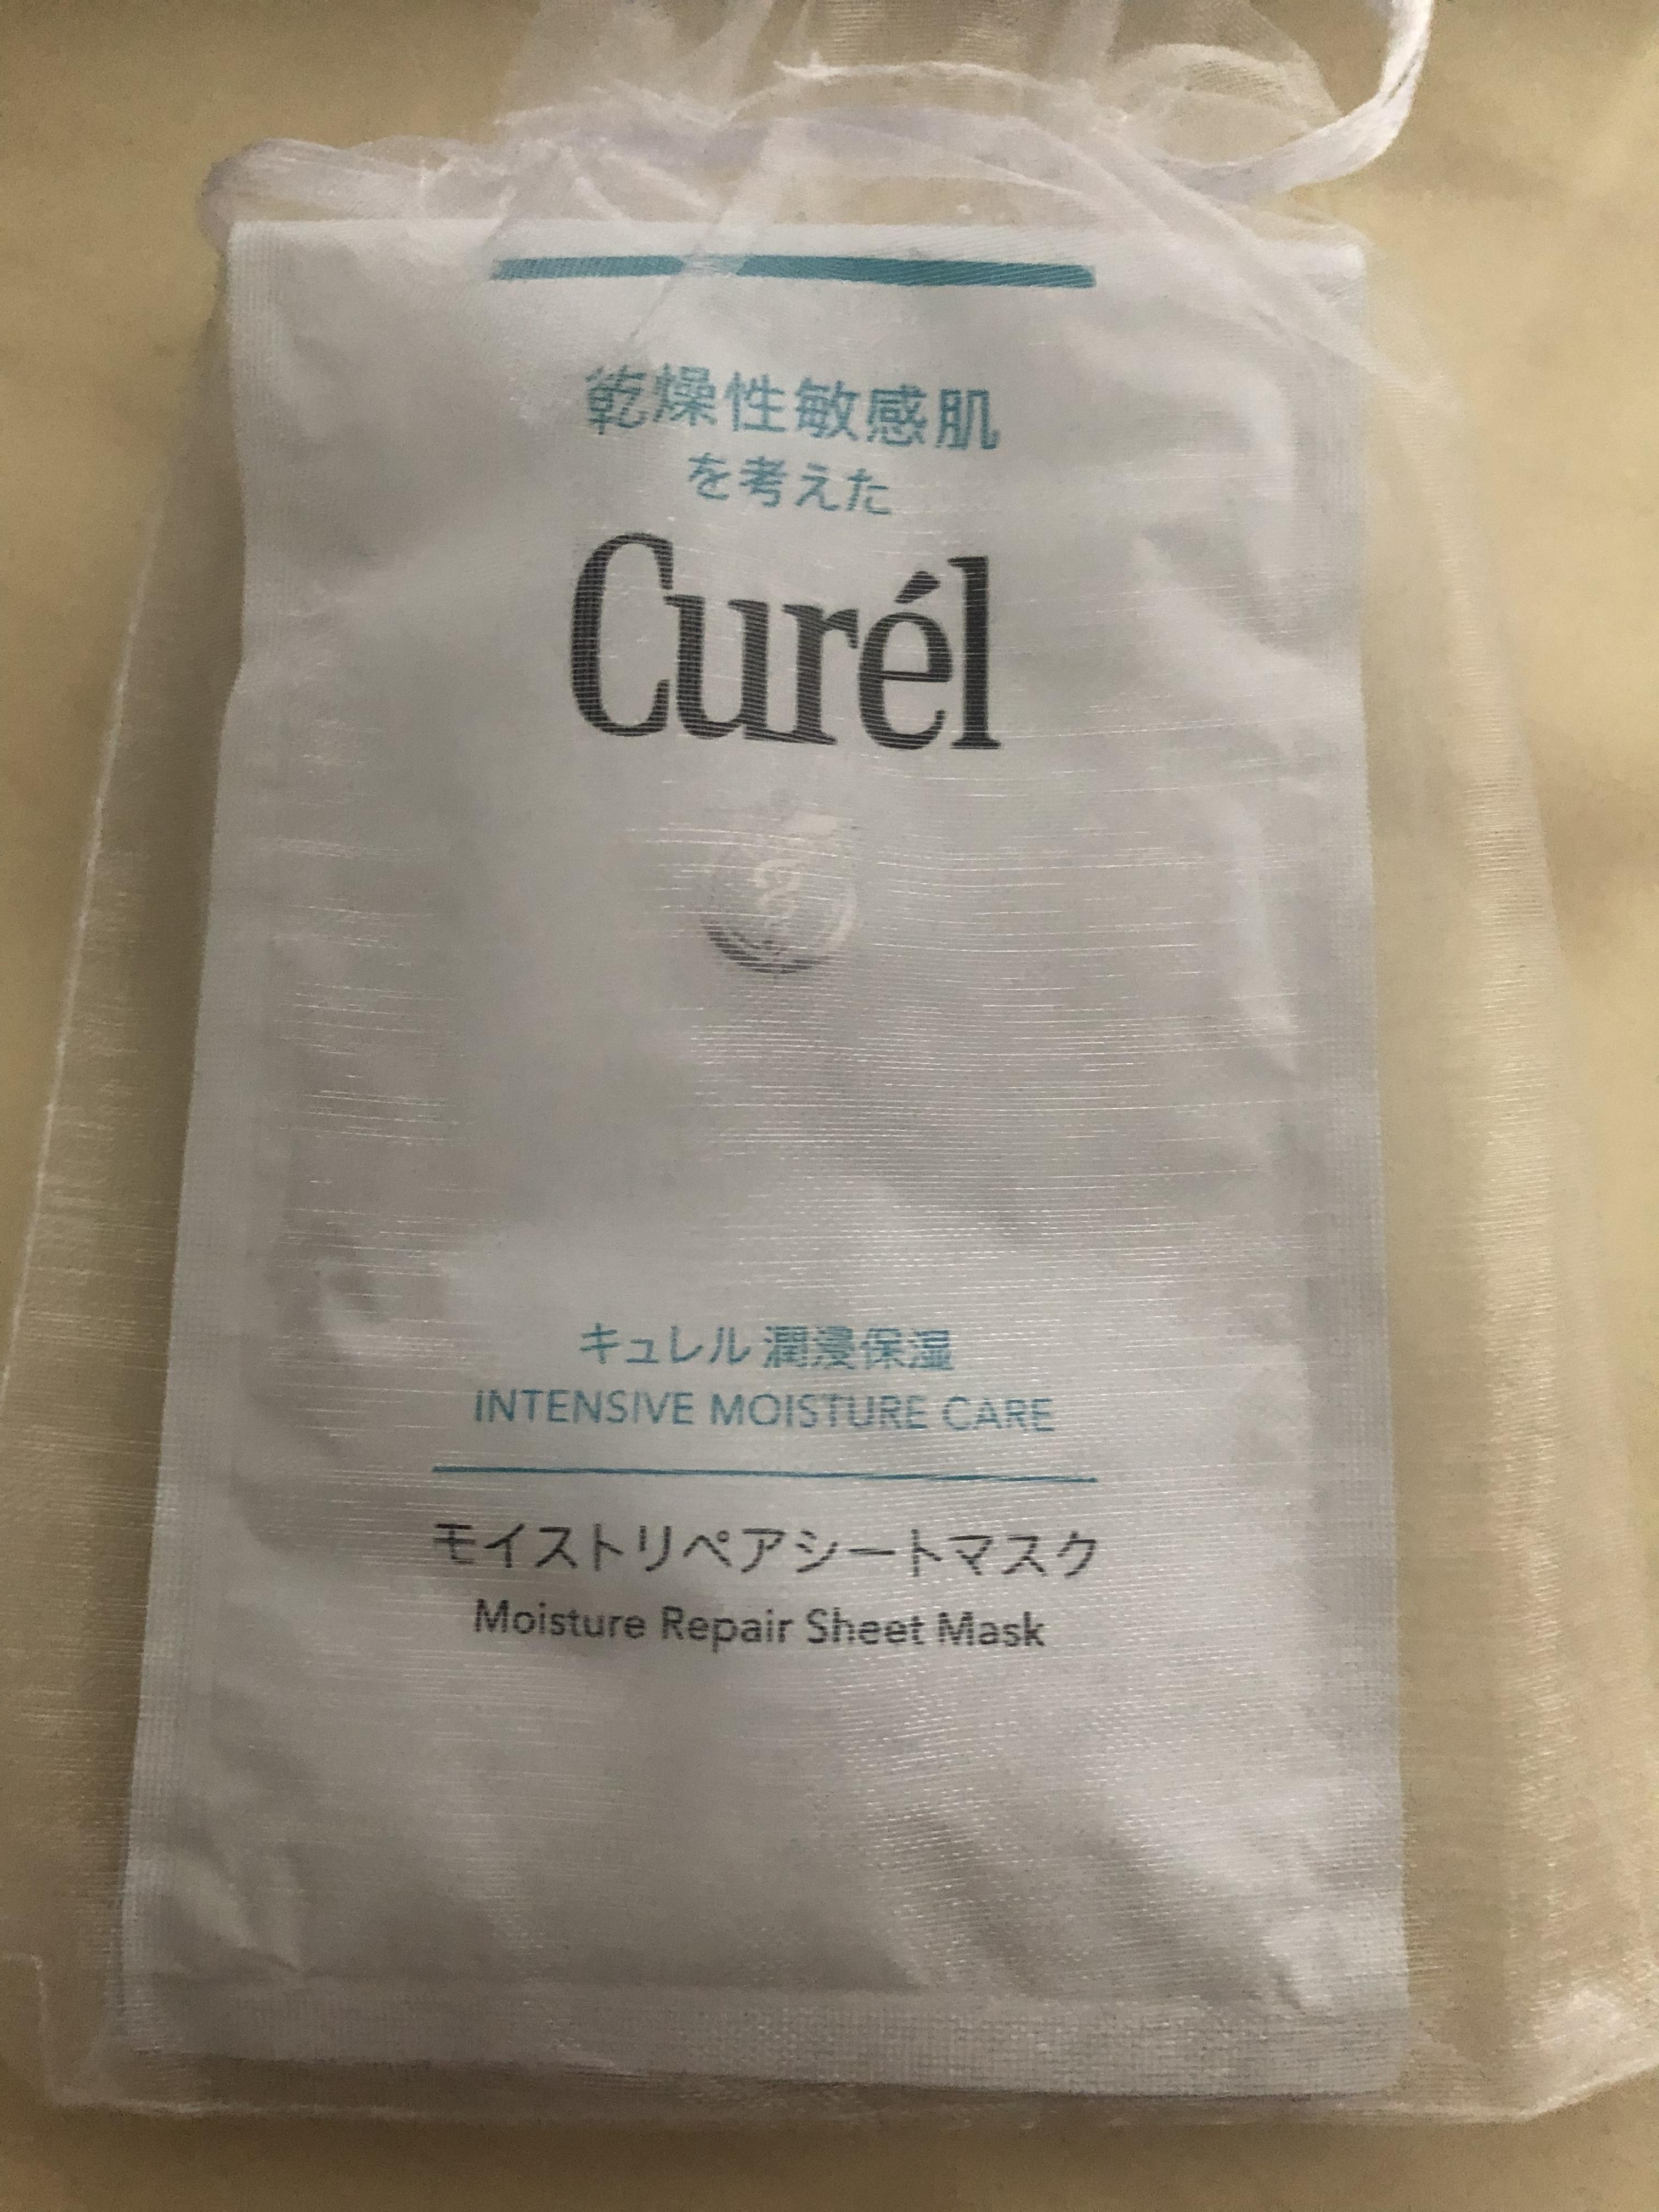 乾燥性敏感肌
を考えた
Curél
キュレル 潤浸保湿
INTENSIVE MOISTURE CARE
モイストリペアシートマスク
Moisture Repair Sheet Mask